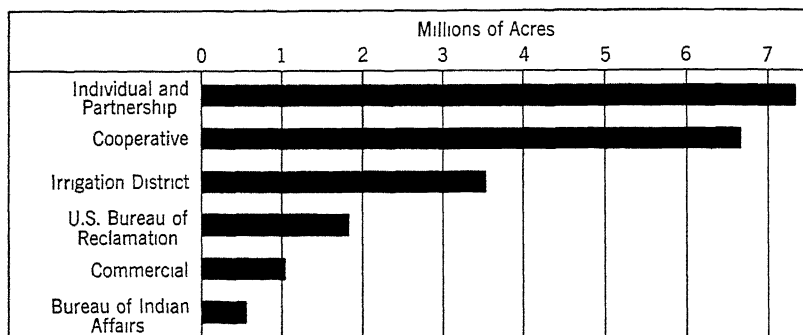 Millions of Acres
0 1 2 3 4 5 6 7
Individual and
Partnership
Cooperative
Irrigation District
U.S. Bureau of
Reclamation
Commercial
Bureau of Indian
Affairs